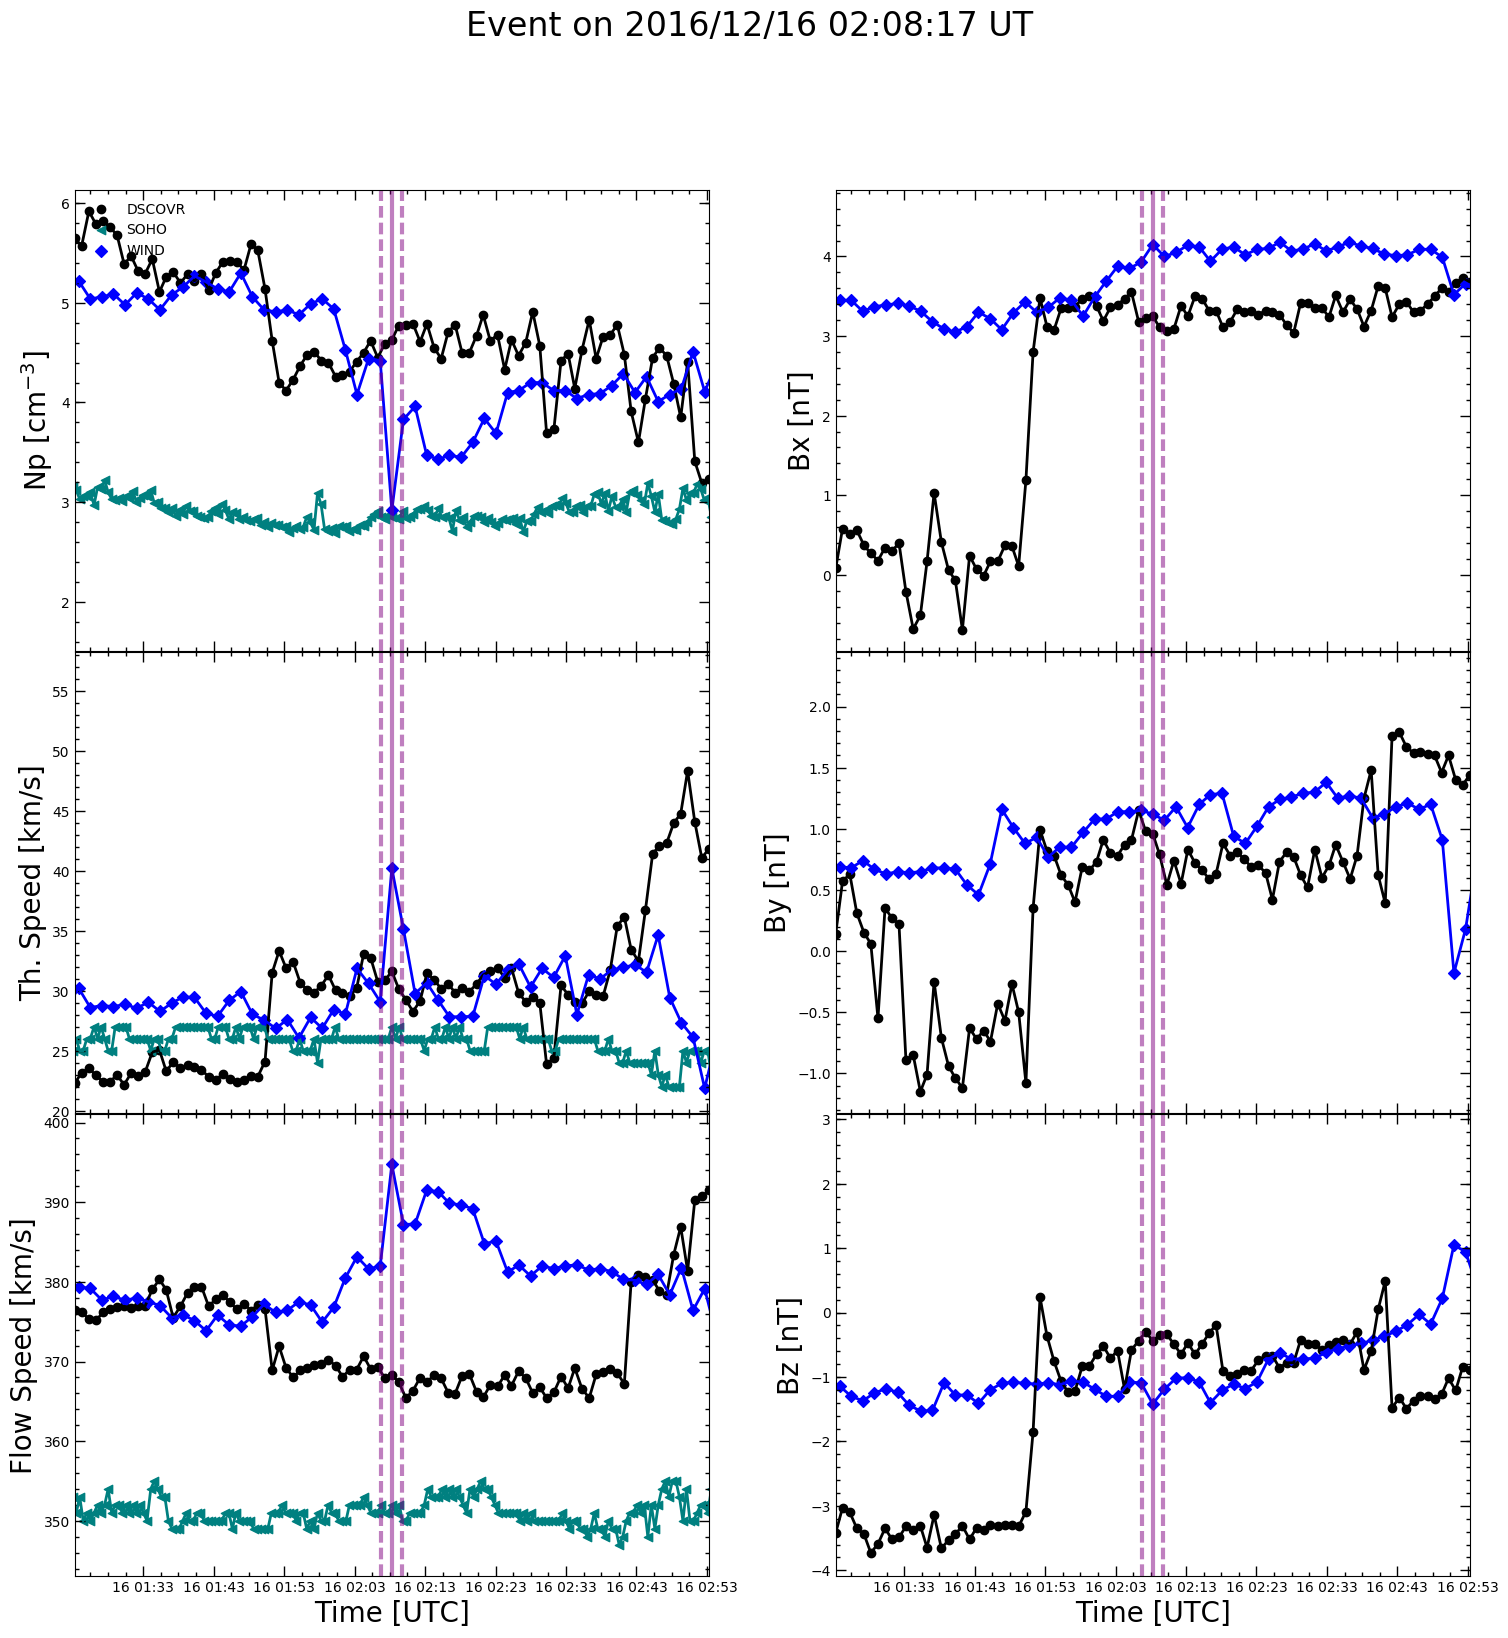 Event on 2016/12/16 02:08:17 UT
DSCOVR
SOHO
WIND
Np [cm⁻³]
6
5
4
3
2
Bx [nT]
4
3
2
1
0
Th. Speed [km/s]
55
50
45
40
35
30
25
20
By [nT]
2.0
1.5
1.0
0.5
0.0
−0.5
−1.0
Flow Speed [km/s]
400
390
380
370
360
350
Bz [nT]
3
2
1
0
−1
−2
−3
−4
16 01:33 16 01:43 16 01:53 16 02:03 16 02:13 16 02:23 16 02:33 16 02:43 16 02:53
Time [UTC]
16 01:33 16 01:43 16 01:53 16 02:03 16 02:13 16 02:23 16 02:33 16 02:43 16 02:53
Time [UTC]